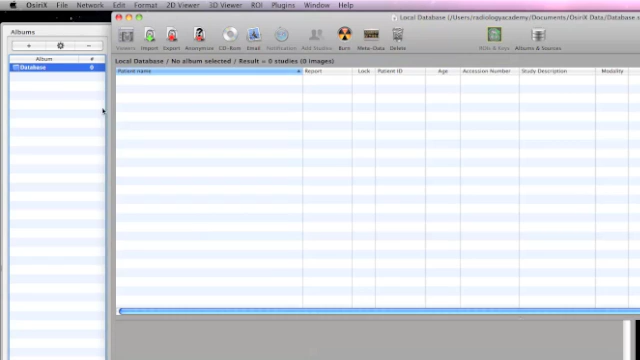 OsiriX File Network Edit Format 2D Viewer 3D Viewer ROI Plugins Window Help
Local Database (/Users/radiologyacademy/Documents/OsiriX Data/Database
Albums
+ −
Viewers Import Export Anonymize CD-Rom Email Notification Add Studies Burn Meta-Data Delete ROIs & Keys Albums & Sources
Album #
Local Database / No album selected / Result = 0 studies (0 images)
Database 0
Patient name Report Lock Patient ID Age Accession Number Study Description Modality